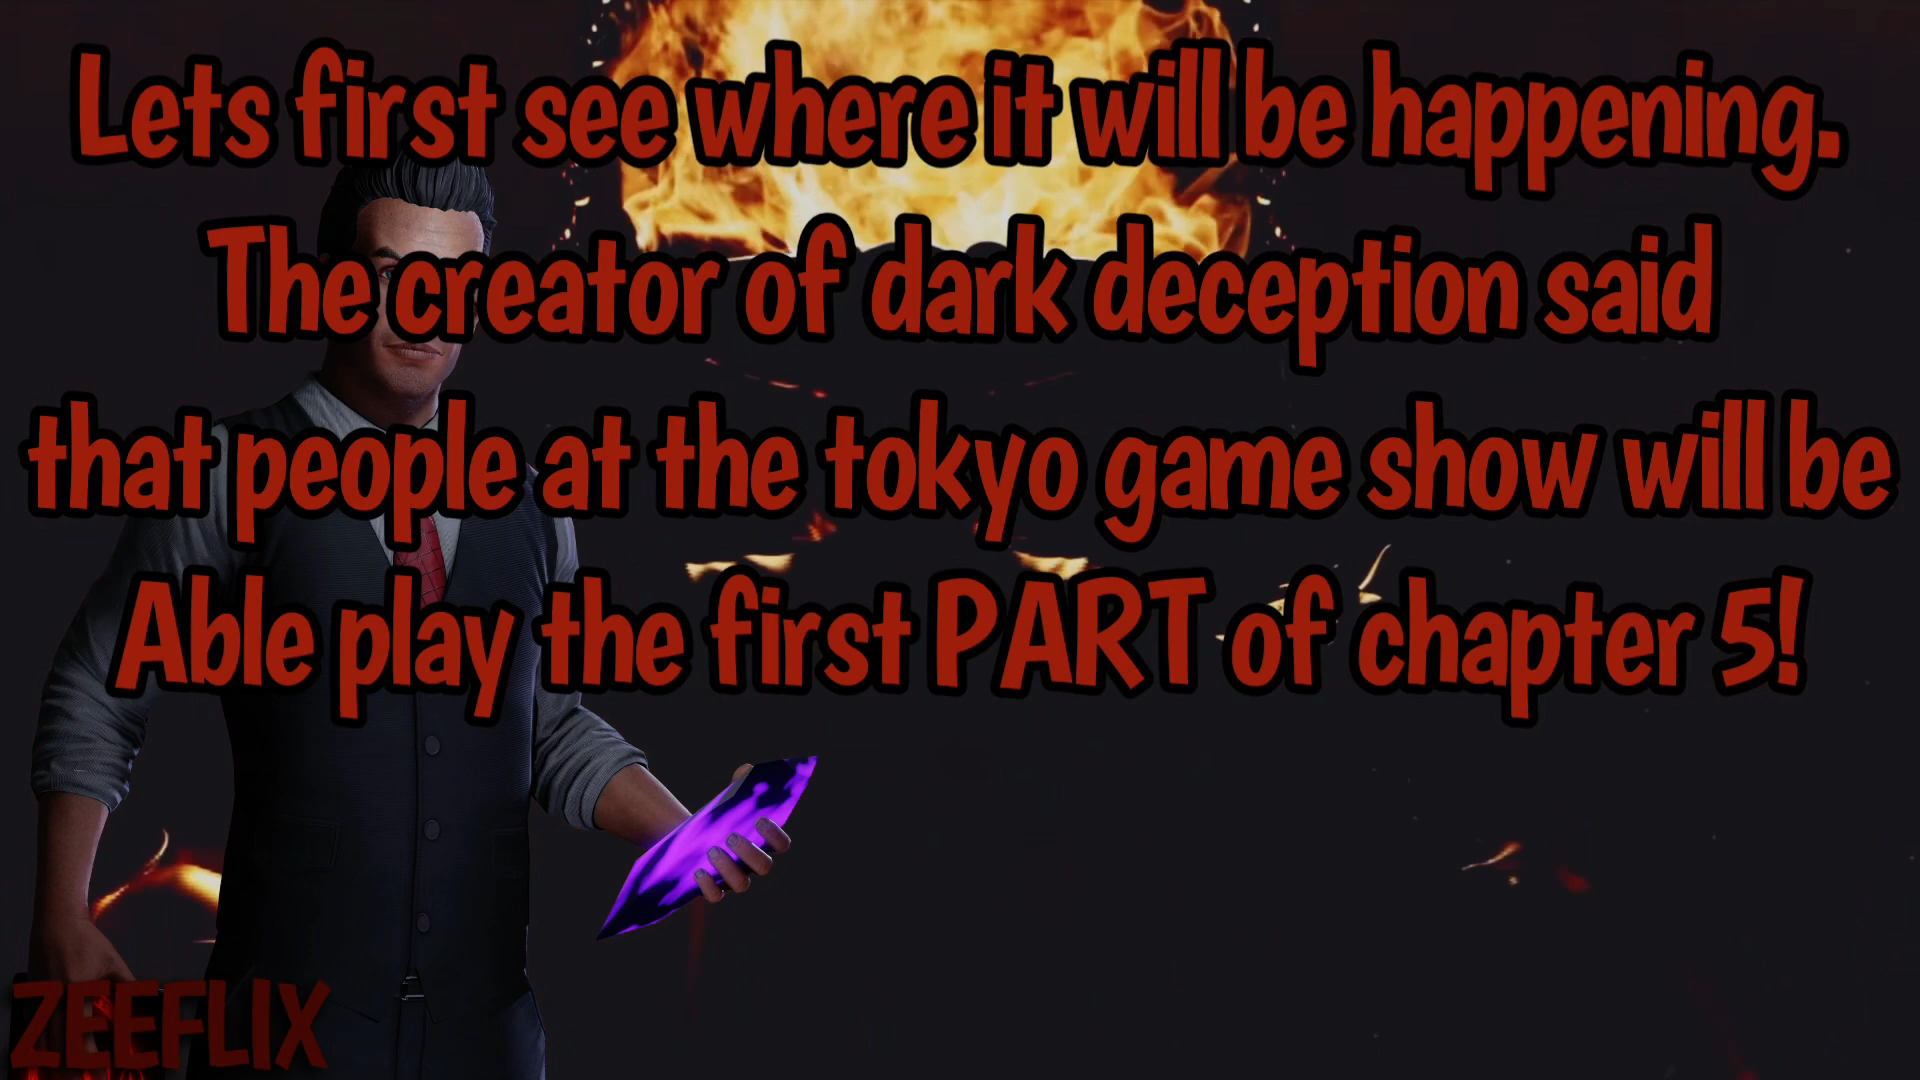 Lets first see where it will be happening.
The creator of dark deception said
that people at the tokyo game show will be
Able play the first PART of chapter 5!
ZEEFLIX